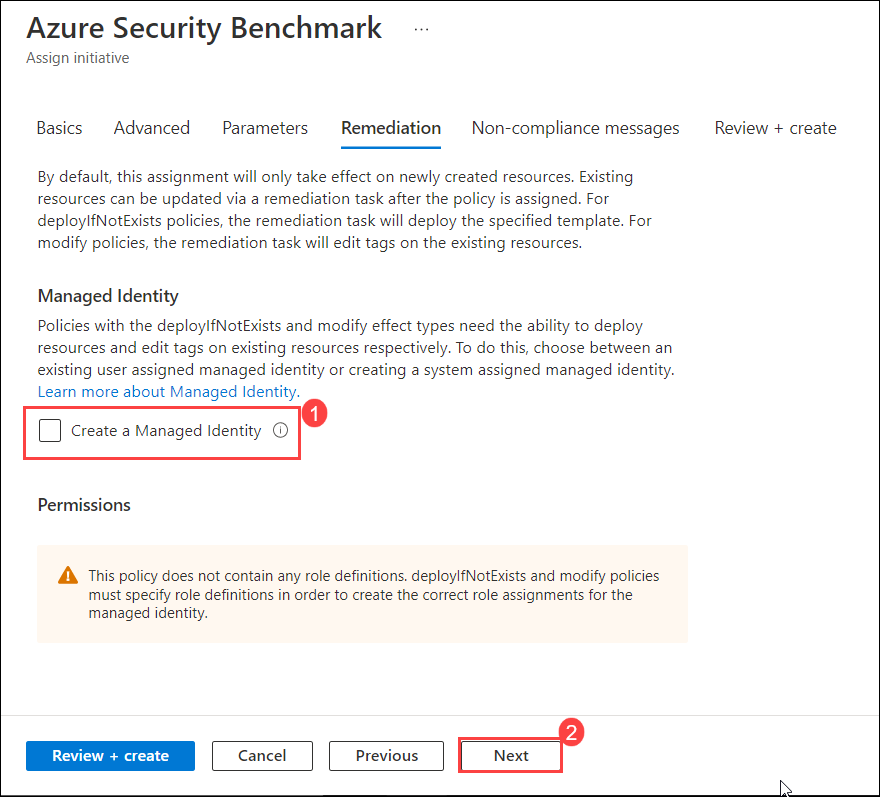 Azure Security Benchmark ...
Assign initiative
Basics Advanced Parameters Remediation Non-compliance messages Review + create
By default, this assignment will only take effect on newly created resources. Existing
resources can be updated via a remediation task after the policy is assigned. For
deployIfNotExists policies, the remediation task will deploy the specified template. For
modify policies, the remediation task will edit tags on the existing resources.
Managed Identity
Policies with the deployIfNotExists and modify effect types need the ability to deploy
resources and edit tags on existing resources respectively. To do this, choose between an
existing user assigned managed identity or creating a system assigned managed identity.
Learn more about Managed Identity.
1
Create a Managed Identity
Permissions
This policy does not contain any role definitions. deployIfNotExists and modify policies
must specify role definitions in order to create the correct role assignments for the
managed identity.
2
Review + create Cancel Previous Next